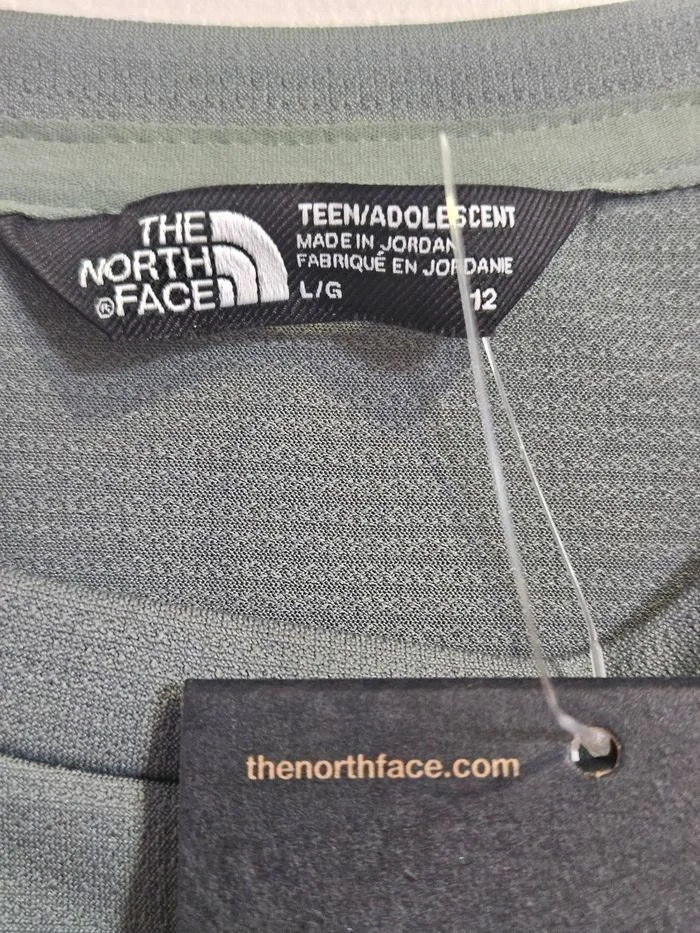 THE
NORTH
®FACE
TEEN/ADOLESCENT
MADE IN JORDAN
FABRIQUÉ EN JORDANIE
L/G 12
thenorthface.com